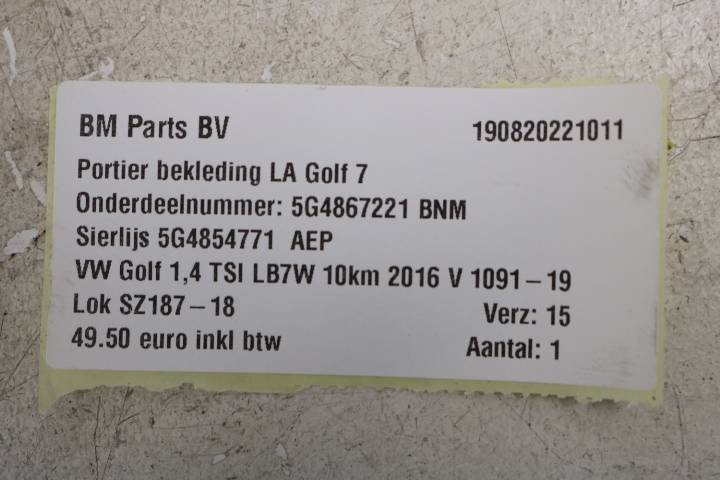 BM Parts BV 190820221011
Portier bekleding LA Golf 7
Onderdeelnummer: 5G4867221 BNM
Sierlijs 5G4854771 AEP
VW Golf 1,4 TSI LB7W 10km 2016 V 1091-19
Lok SZ187-18 Verz: 15
49.50 euro inkl btw Aantal: 1